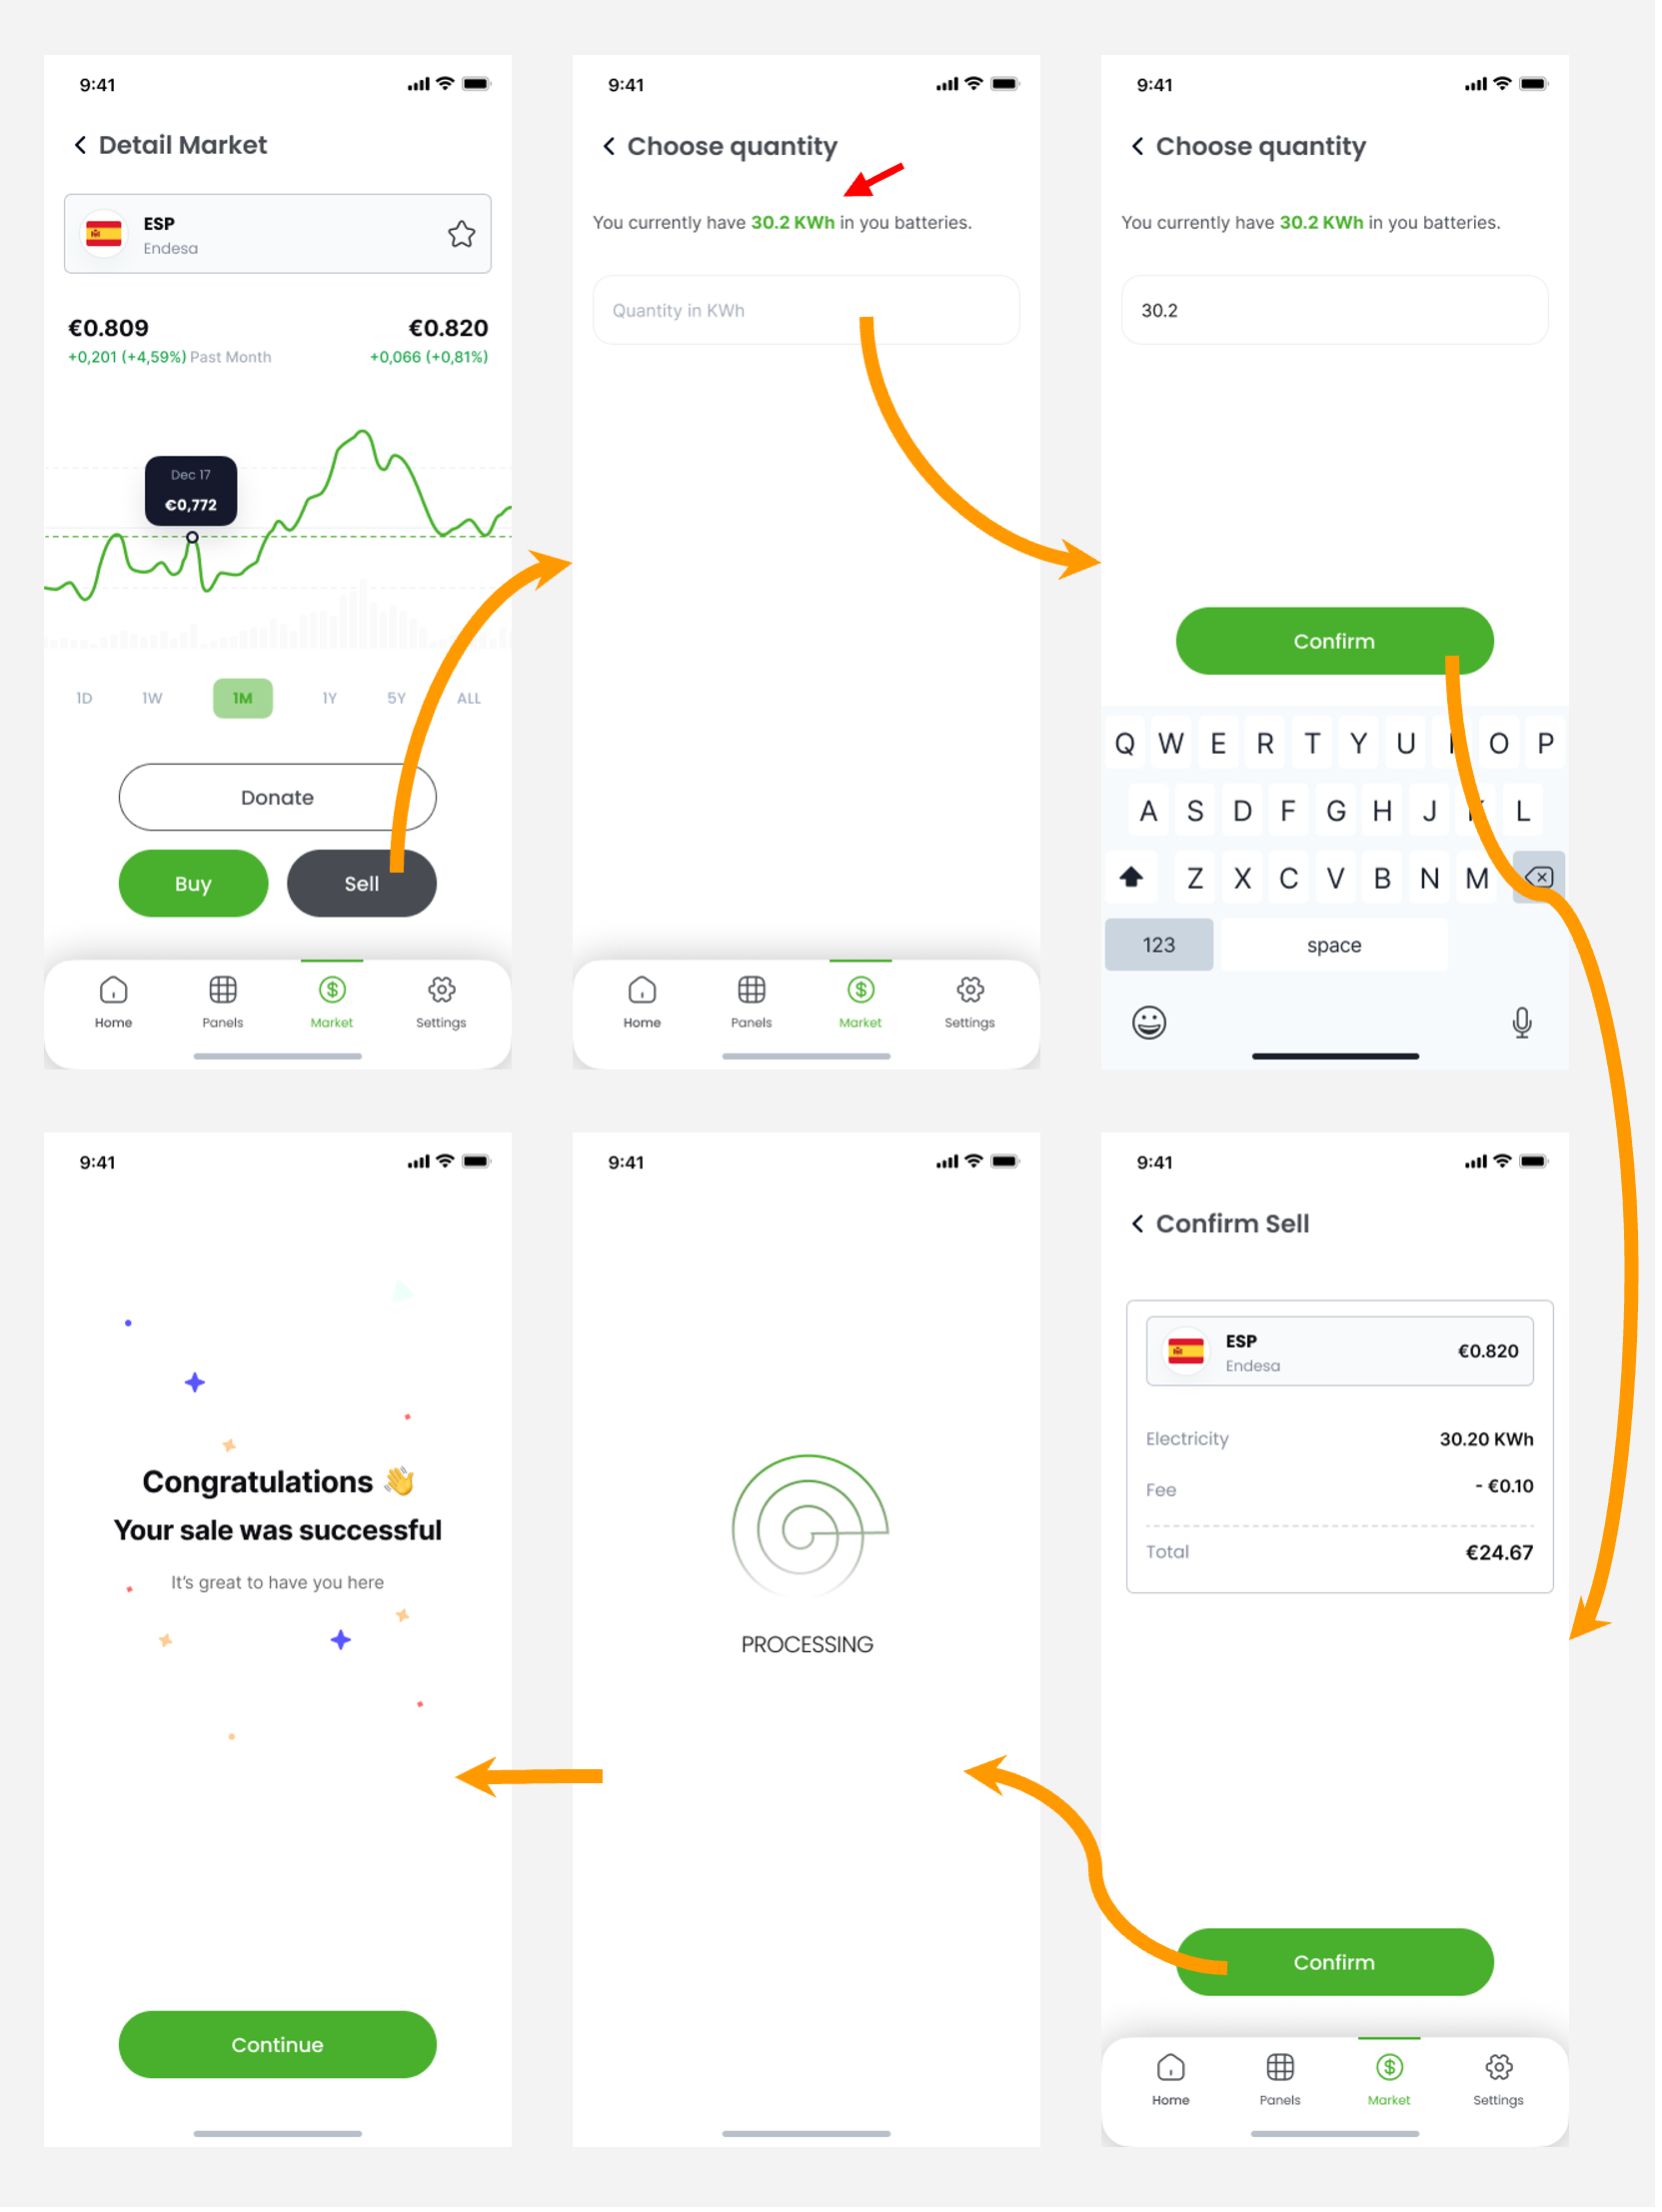 9:41
Detail Market
ESP
Endesa
€0.809
€0.820
+0,201 (+4,59%) Past Month
+0,066 (+0,81%)
Dec 17
€0,772
1D 1W 1M 1Y 5Y ALL
Donate
Buy
Sell
Home Panels Market Settings
9:41
Choose quantity
You currently have 30.2 KWh in you batteries.
Quantity in KWh
Home Panels Market Settings
9:41
Choose quantity
You currently have 30.2 KWh in you batteries.
30.2
Confirm
Q W E R T Y U I O P
A S D F G H J K L
Z X C V B N M
123 space
9:41
Congratulations 👋
Your sale was successful
It's great to have you here
Continue
9:41
PROCESSING
9:41
Confirm Sell
ESP
Endesa
€0.820
Electricity 30.20 KWh
Fee - €0.10
Total €24.67
Confirm
Home Panels Market Settings